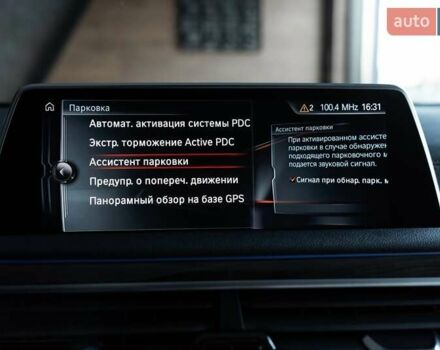 auto
Парковка
2 100.4 MHz 16:31
Автомат. активация системы PDC
Экстр. торможение Active PDC
Ассистент парковки
Предупр. о попереч. движении
Панорамный обзор на базе GPS
Ассистент парковки
При активированном ассисте
парковки в случае обнаружен
подходящего парковочного м
подается звуковой сигнал.
Сигнал при обнар. парк. м